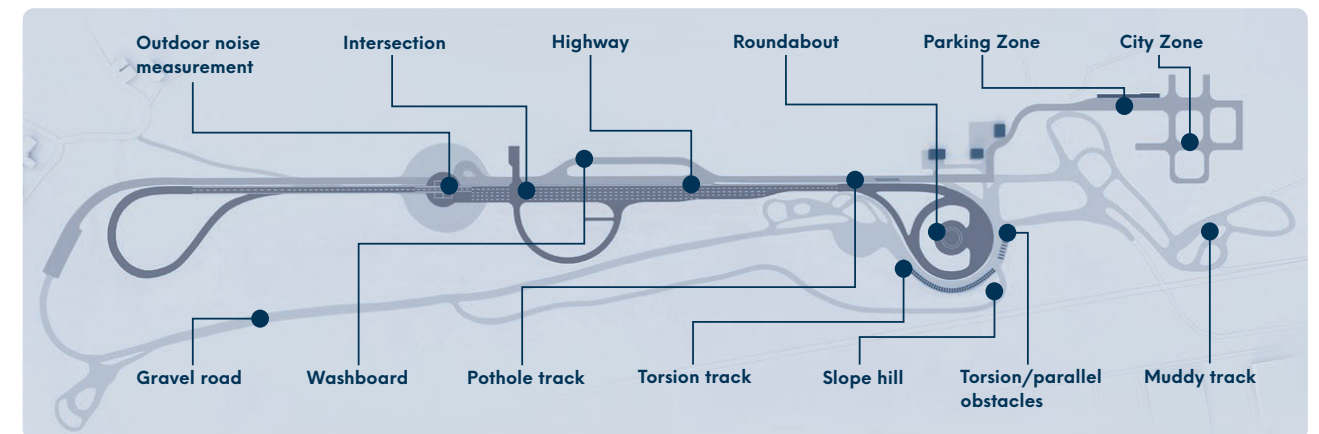 Outdoor noise
measurement
Intersection
Highway
Roundabout
Parking Zone
City Zone
Gravel road
Washboard
Pothole track
Torsion track
Slope hill
Torsion/parallel
obstacles
Muddy track